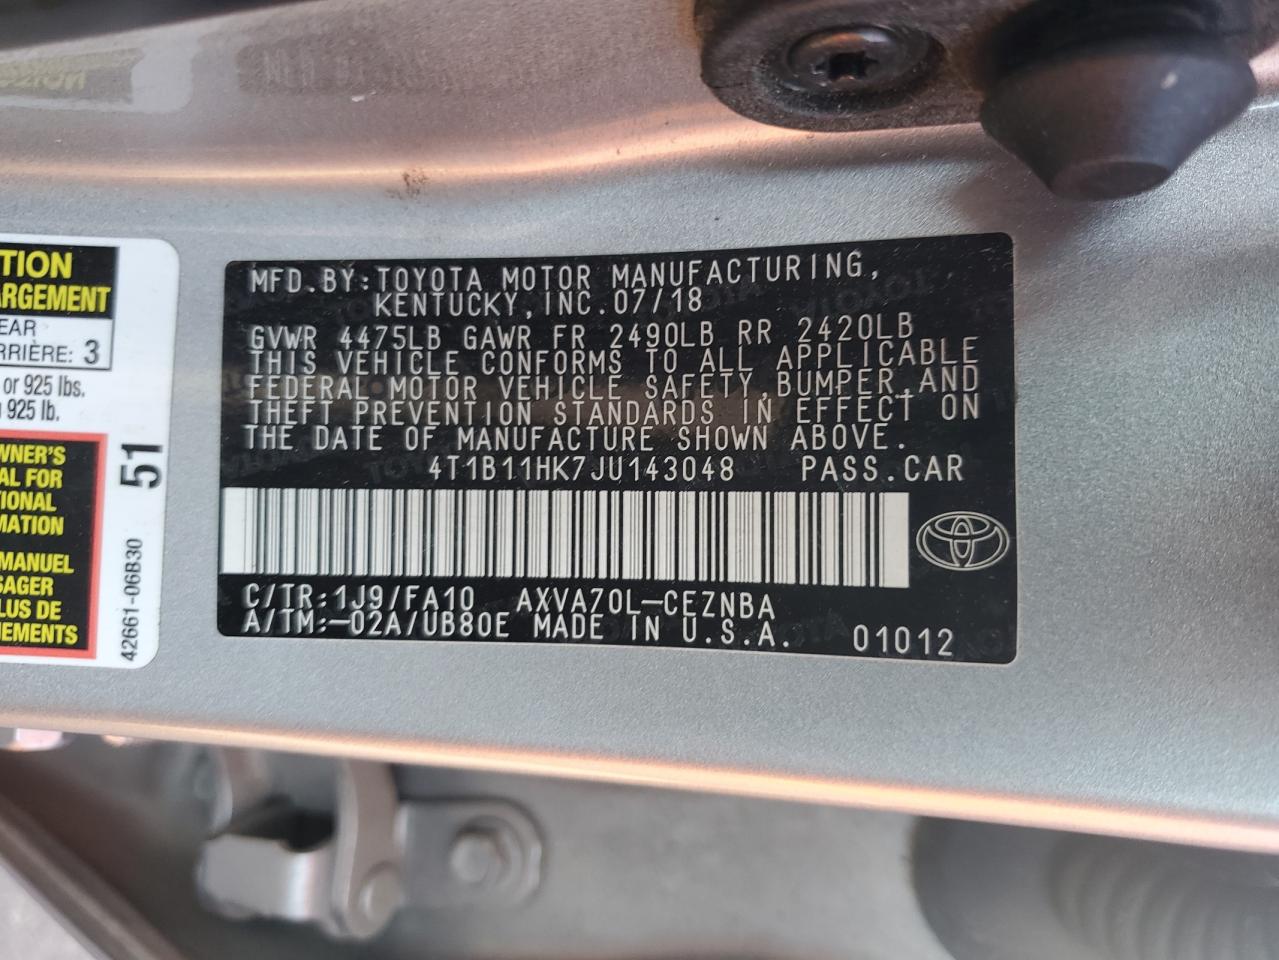 TION
ARGEMENT
EAR
RRIÈRE: 3
or 925 lbs.
925 lb.
WNER'S
AL FOR
TIONAL
MATION
MANUEL
SAGER
LUS DE
NEMENTS
51
42661-06B30
MFD. BY: TOYOTA MOTOR MANUFACTURING,
KENTUCKY, INC. 07/18
GVWR 4475LB GAWR FR 2490LB RR 2420LB
THIS VEHICLE CONFORMS TO ALL APPLICABLE
FEDERAL MOTOR VEHICLE SAFETY, BUMPER, AND
THEFT PREVENTION STANDARDS IN EFFECT ON
THE DATE OF MANUFACTURE SHOWN ABOVE.
4T1B11HK7JU143048 PASS. CAR
C/TR: 1J9/FA10 AXVA70L-CEZNBA
A/TM: -02A/UB80E MADE IN U.S.A. 01012